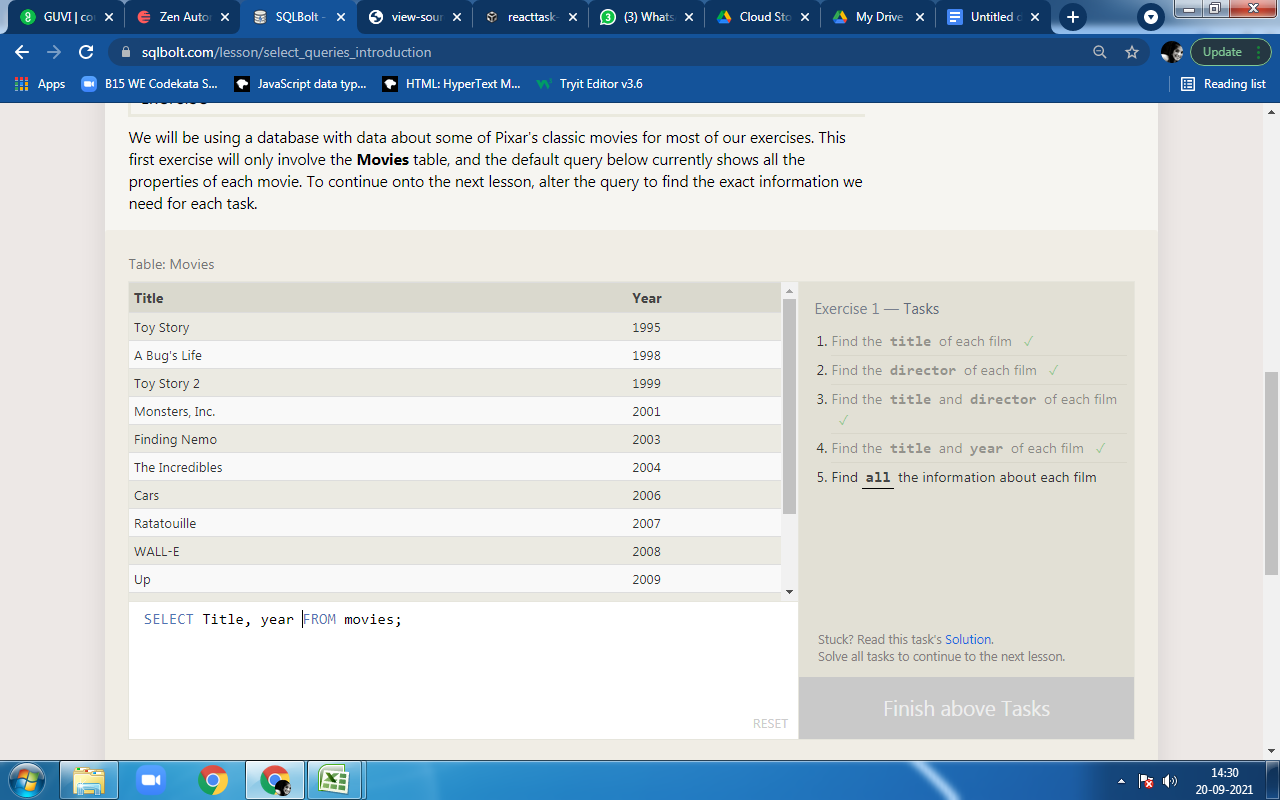 GUVI | co
Zen Auto
SQLBolt -
view-sour
reacttask-
(3) Whats
Cloud Sto
My Drive
Untitled
sqlbolt.com/lesson/select_queries_introduction
Update
Apps
B15 WE Codekata S...
JavaScript data typ...
HTML: HyperText M...
Tryit Editor v3.6
Reading list
We will be using a database with data about some of Pixar's classic movies for most of our exercises. This
first exercise will only involve the Movies table, and the default query below currently shows all the
properties of each movie. To continue onto the next lesson, alter the query to find the exact information we
need for each task.
Table: Movies
Title Year
Toy Story 1995
A Bug's Life 1998
Toy Story 2 1999
Monsters, Inc. 2001
Finding Nemo 2003
The Incredibles 2004
Cars 2006
Ratatouille 2007
WALL-E 2008
Up 2009
SELECT Title, year FROM movies;
RESET
Exercise 1 — Tasks
1. Find the title of each film ✓
2. Find the director of each film ✓
3. Find the title and director of each film
✓
4. Find the title and year of each film ✓
5. Find all the information about each film
Stuck? Read this task's Solution.
Solve all tasks to continue to the next lesson.
Finish above Tasks
14:30
20-09-2021